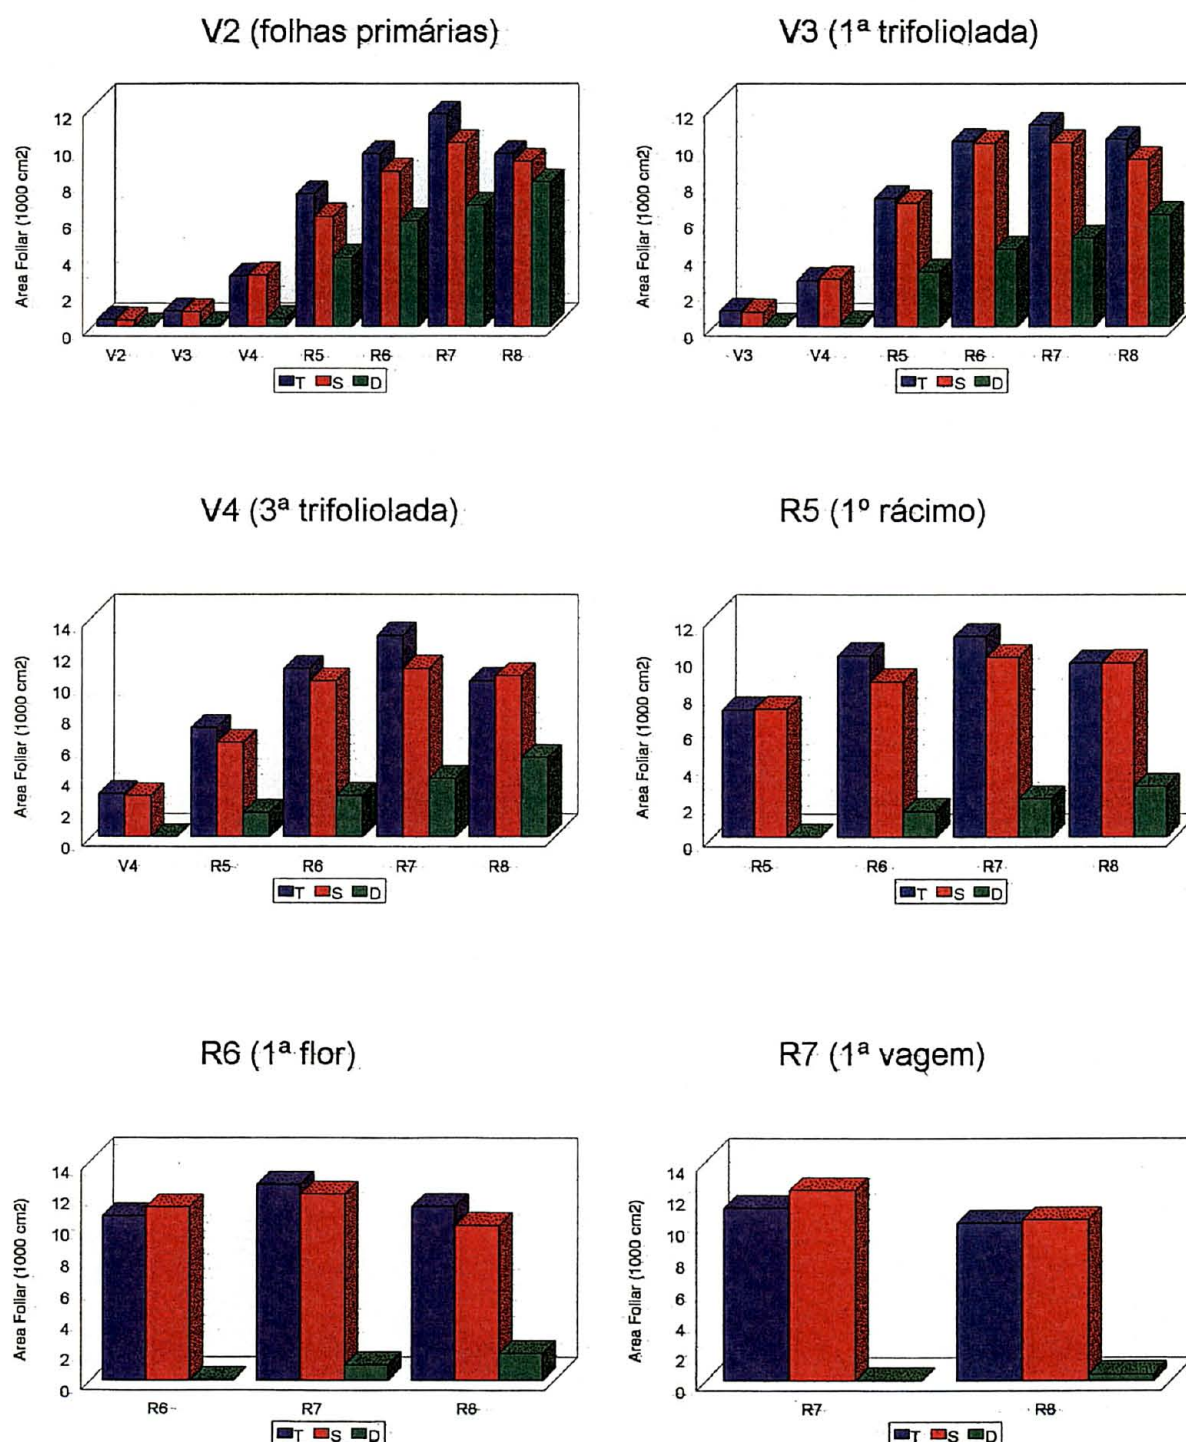 V2 (folhas primárias)
Area Foliar (1000 cm2)
12
10
8
6
4
2
0
V2 V3 V4 R5 R6 R7 R8
T S D
V3 (1ª trifoliolada)
Area Foliar (1000 cm2)
12
10
8
6
4
2
0
V3 V4 R5 R6 R7 R8
T S D
V4 (3ª trifoliolada)
Area Foliar (1000 cm2)
14
12
10
8
6
4
2
0
V4 R5 R6 R7 R8
T S D
R5 (1º rácimo)
Area Foliar (1000 cm2)
12
10
8
6
4
2
0
R5 R6 R7 R8
T S D
R6 (1ª flor)
Area Foliar (1000 cm2)
14
12
10
8
6
4
2
0
R6 R7 R8
T S D
R7 (1ª vagem)
Area Foliar (1000 cm2)
14
12
10
8
6
4
2
0
R7 R8
T S D